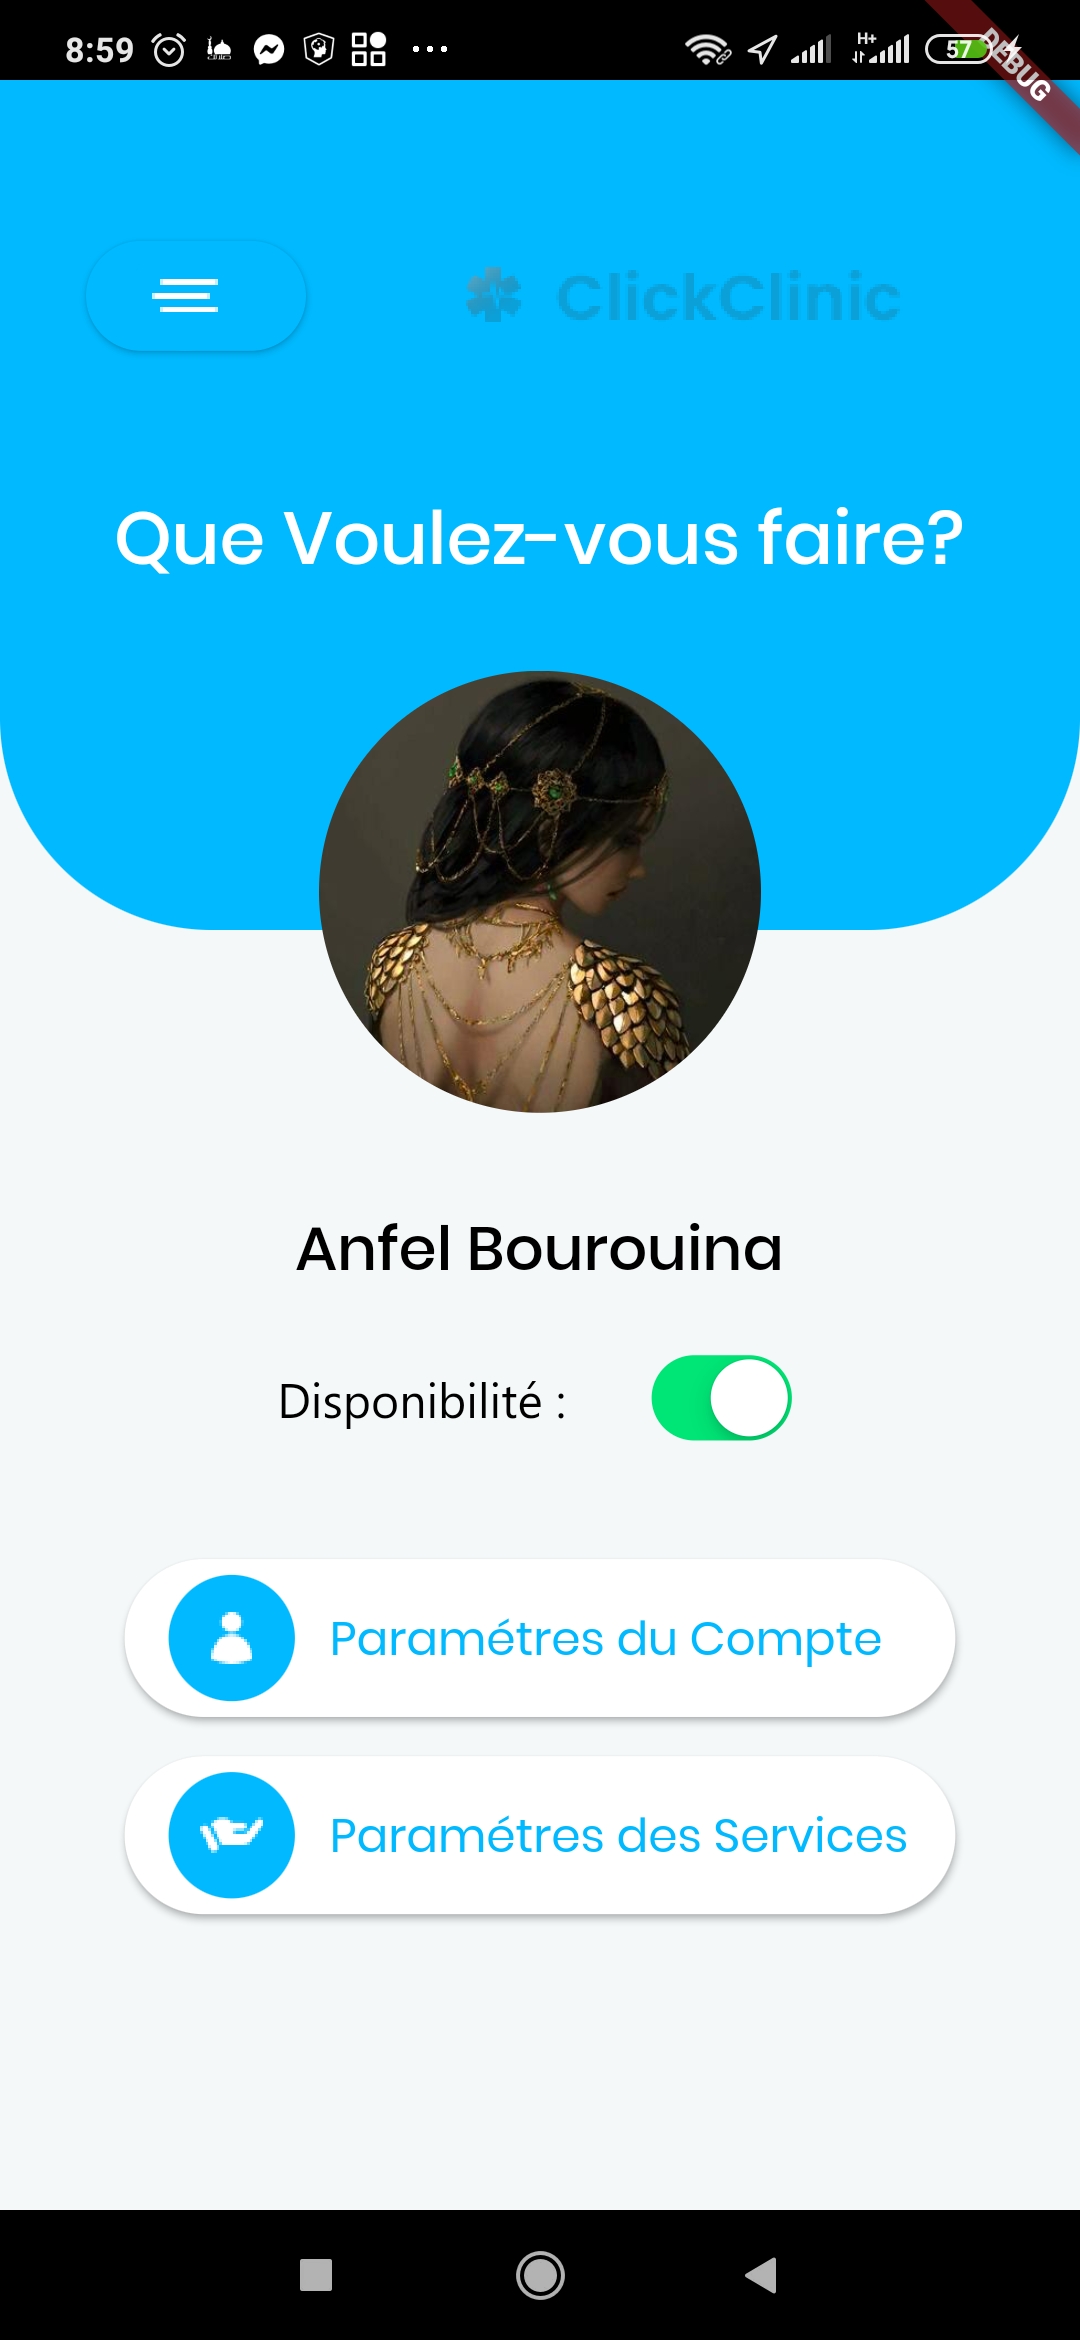 8:59
H+
57
DEBUG
ClickClinic
Que Voulez-vous faire?
Anfel Bourouina
Disponibilité :
Paramétres du Compte
Paramétres des Services